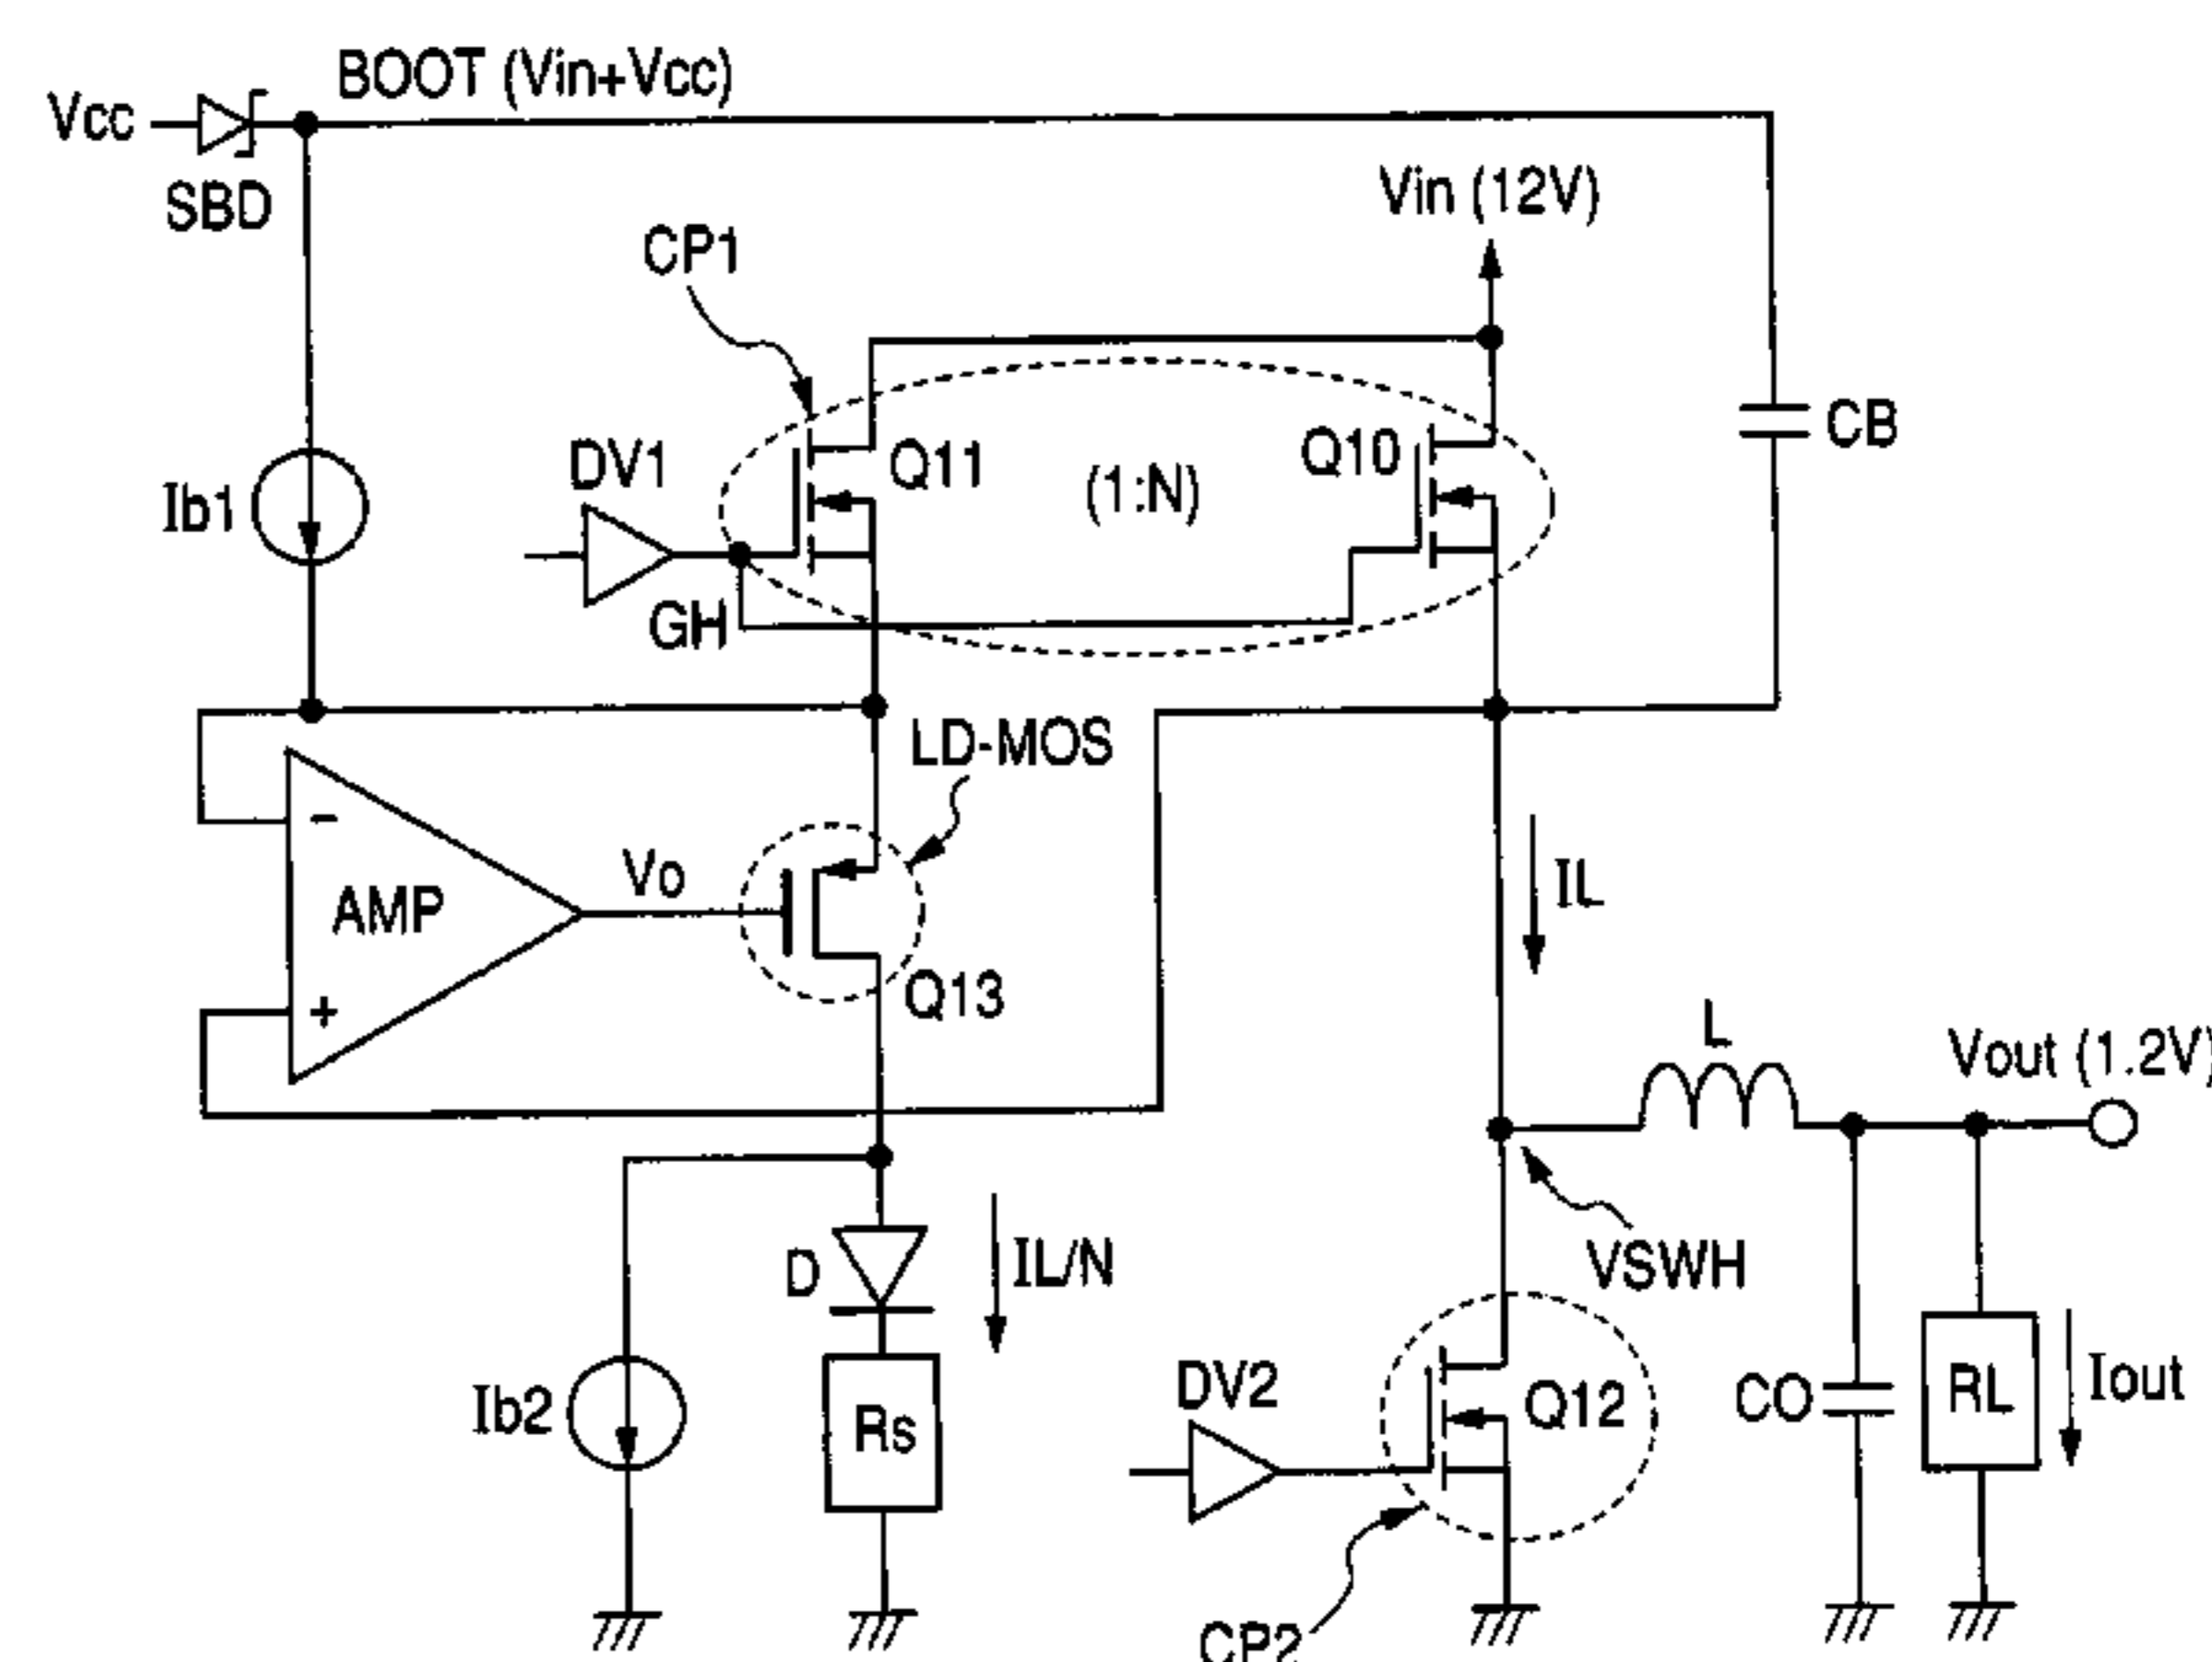 BOOT (Vin+Vcc)
Vcc
SBD
Vin (12V)
CP1
CB
DV1
Q11
(1:N)
Q10
Ib1
GH
LD-MOS
-
AMP
Vo
IL
+
Q13
L
Vout (1.2V)
D
IL/N
VSWH
Ib2
Rs
DV2
Q12
CO
RL
Iout
CP2